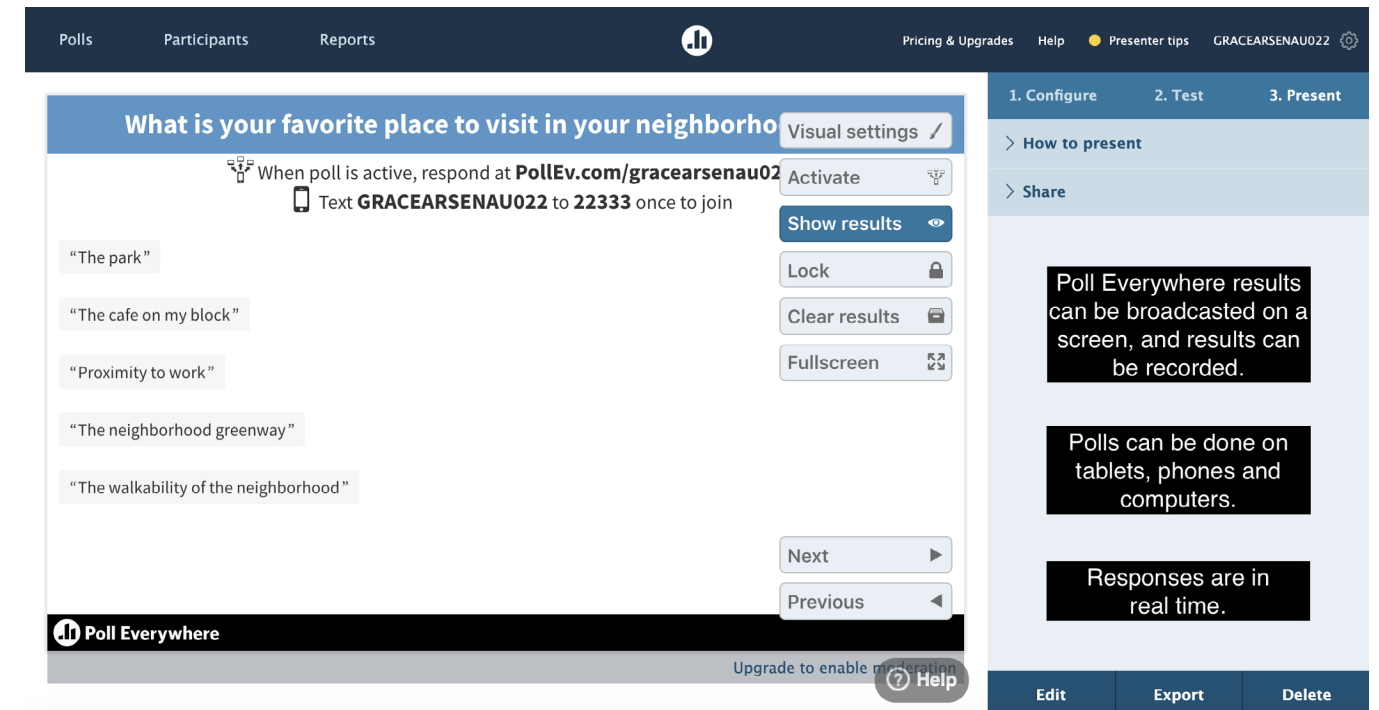 Polls Participants Reports Pricing & Upgrades Help Presenter tips GRACEARSENAU022
What is your favorite place to visit in your neighborho
When poll is active, respond at PollEv.com/gracearsenau02
Text GRACEARSENAU022 to 22333 once to join
“The park”
“The cafe on my block”
“Proximity to work”
“The neighborhood greenway”
“The walkability of the neighborhood”
Visual settings
Activate
Show results
Lock
Clear results
Fullscreen
Next
Previous
Poll Everywhere
Upgrade to enable moderation
Help
1. Configure 2. Test 3. Present
How to present
Share
Poll Everywhere results
can be broadcasted on a
screen, and results can
be recorded.
Polls can be done on
tablets, phones and
computers.
Responses are in
real time.
Edit Export Delete